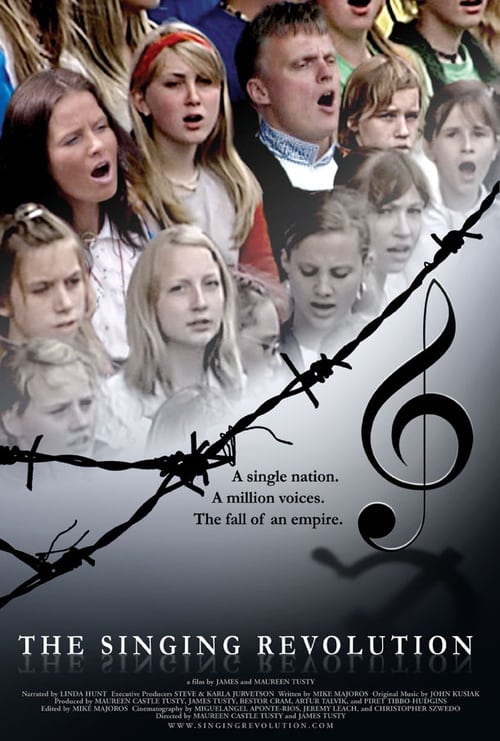 A single nation.
A million voices.
The fall of an empire.
THE SINGING REVOLUTION
a film by JAMES and MAUREEN TUSTY
Narrated by LINDA HUNT Executive Producers STEVE & KARLA JURVETSON Written by MIKE MAJOROS Original Music by JOHN KUSIAK
Produced by MAUREEN CASTLE TUSTY, JAMES TUSTY, BESTOR CRAM, ARTUR TALVIK, and PIRET TIBBO-HUDGINS
Edited by MIKE MAJOROS Cinematography by MIGUELANGEL APONTE-RIOS, JEREMY LEACH, and CHRISTOPHER SZWEDO
Directed by MAUREEN CASTLE TUSTY and JAMES TUSTY
WWW.SINGINGREVOLUTION.COM